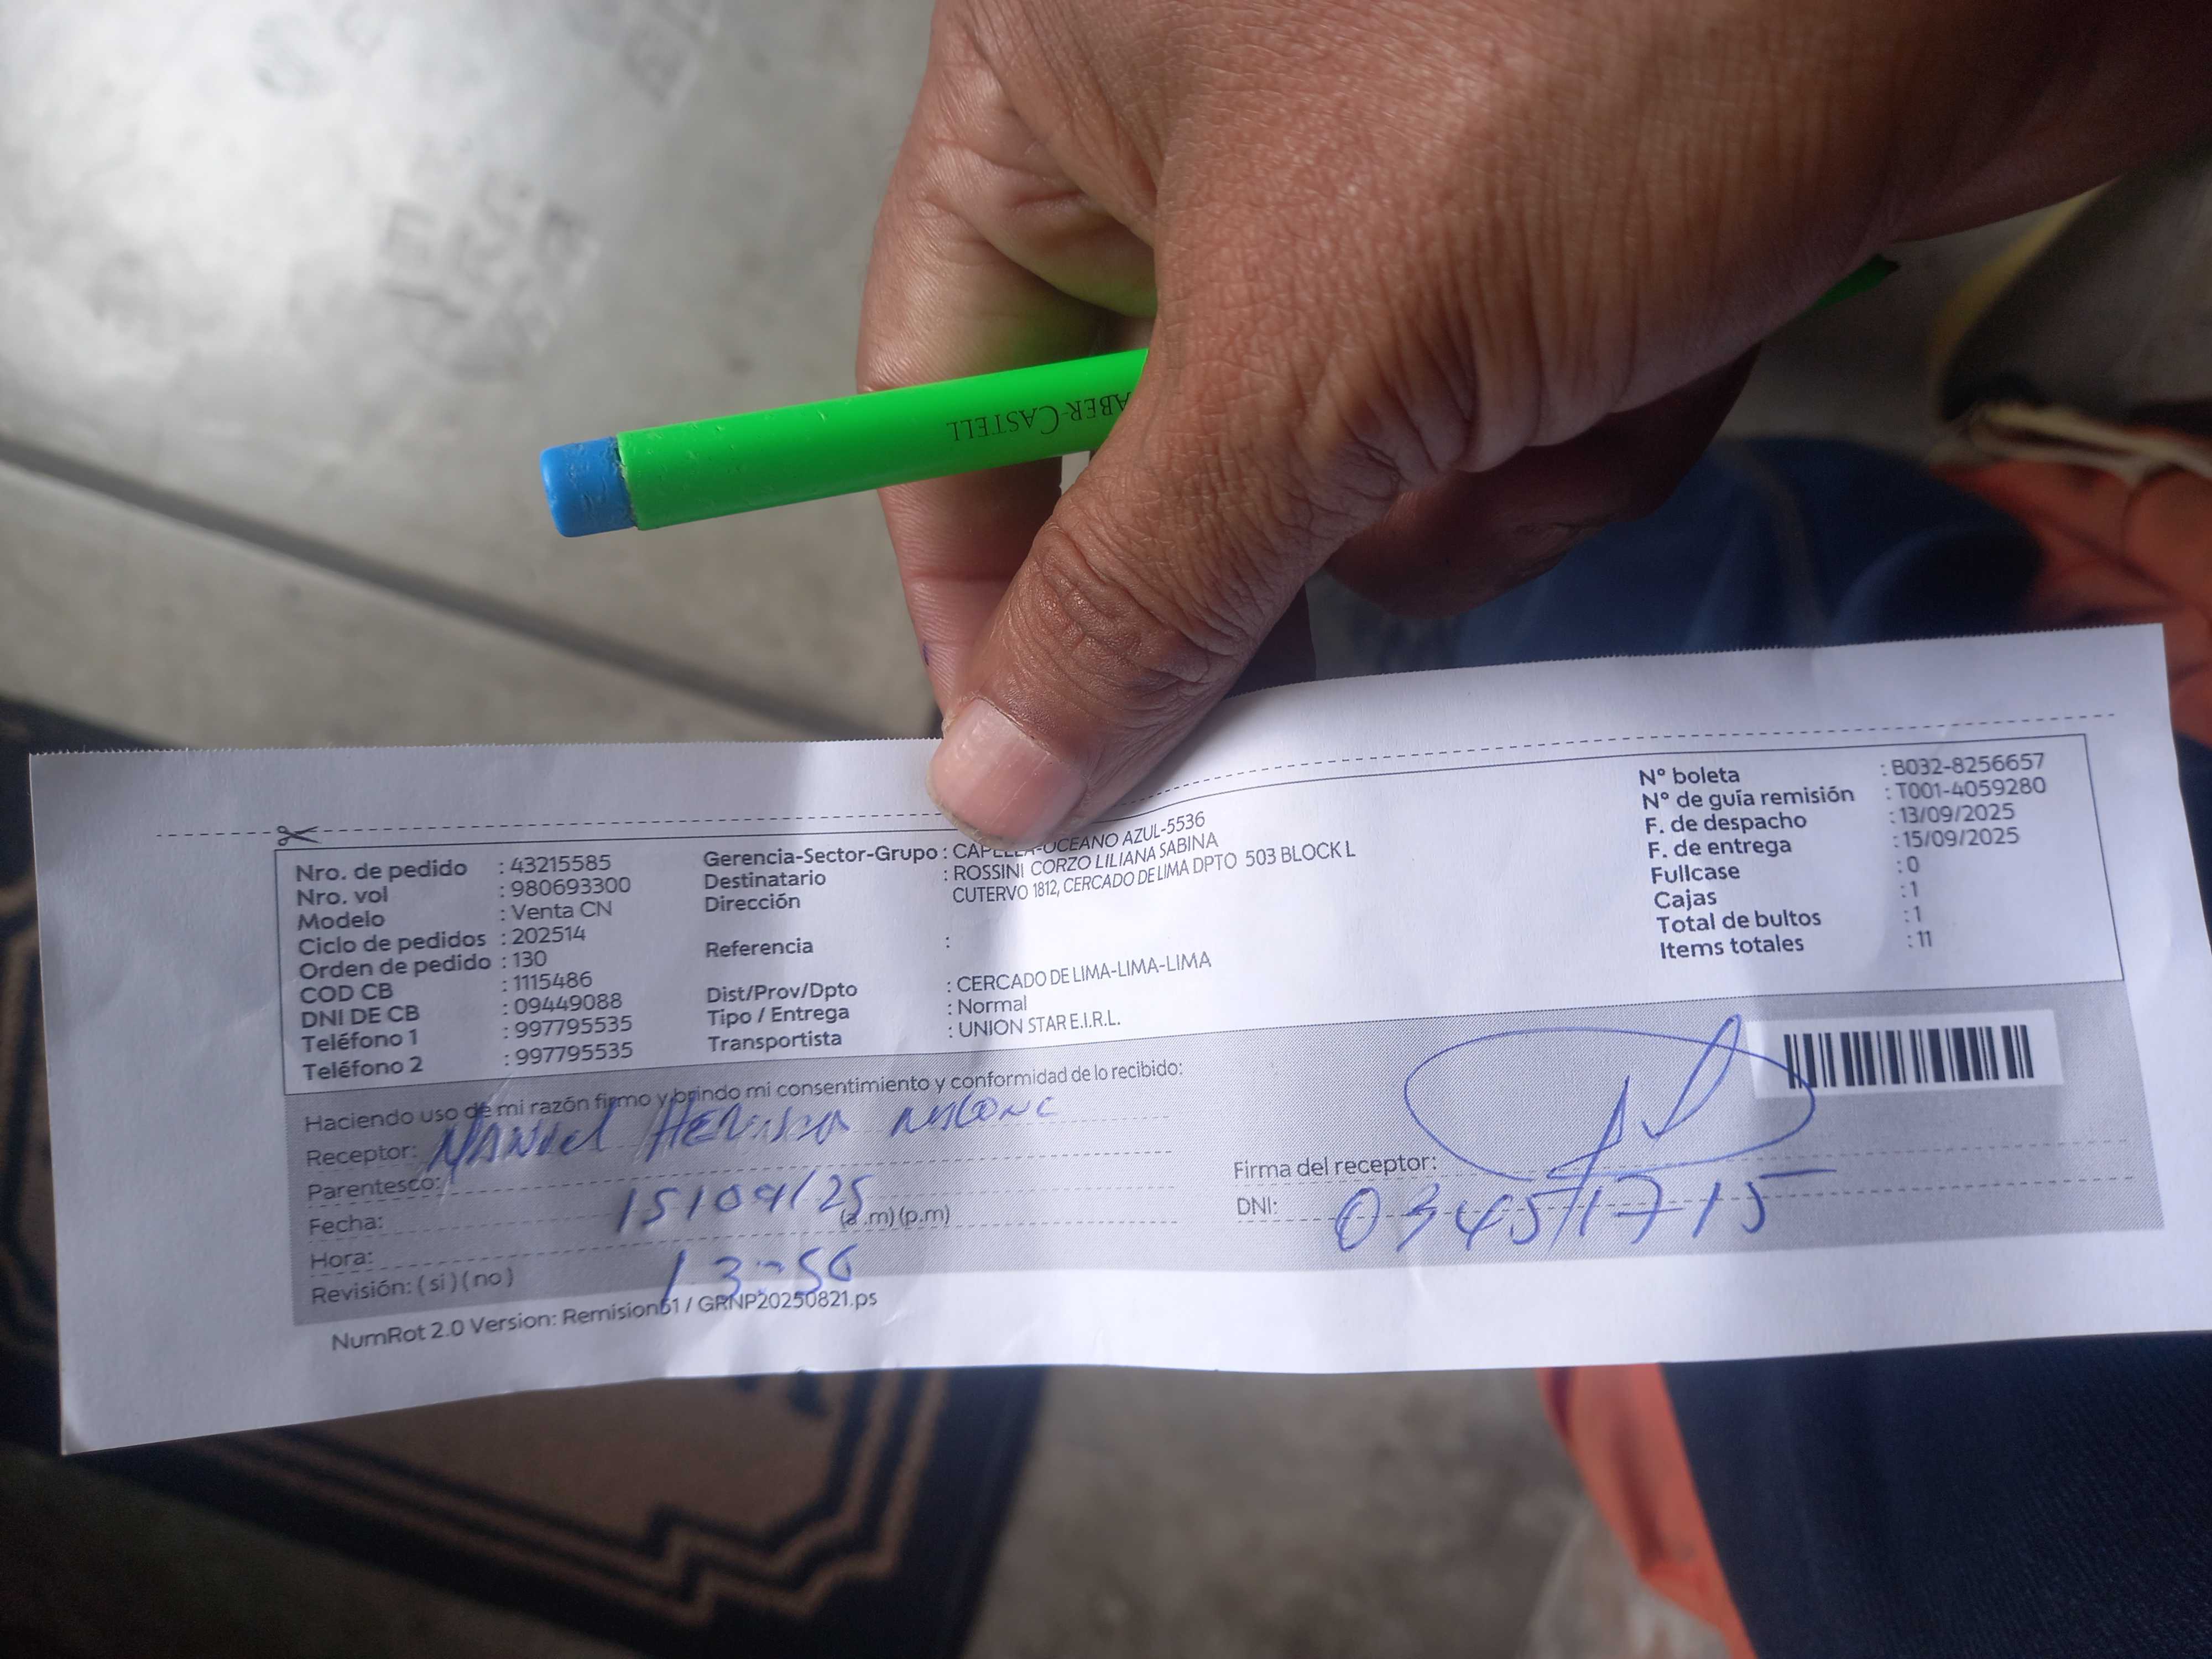 ABER-CASTELL
Nro. de pedido : 43215585
Nro. vol : 980693300
Modelo : Venta CN
Ciclo de pedidos : 202514
Orden de pedido : 130
COD CB : 1115486
DNI DE CB : 09449088
Teléfono 1 : 997795535
Teléfono 2 : 997795535
Gerencia-Sector-Grupo : CAPELLA-OCEANO AZUL-5536
Destinatario : ROSSINI CORZO LILIANA SABINA
Dirección CUTERVO 1812, CERCADO DE LIMA DPTO 503 BLOCK L
Referencia :
Dist/Prov/Dpto : CERCADO DE LIMA-LIMA-LIMA
Tipo / Entrega : Normal
Transportista : UNION STAR E.I.R.L.
N° boleta : B032-8256657
N° de guía remisión : T001-4059280
F. de despacho : 13/09/2025
F. de entrega : 15/09/2025
Fullcase : 0
Cajas : 1
Total de bultos : 1
Items totales : 11
Haciendo uso de mi razón firmo y brindo mi consentimiento y conformidad de lo recibido:
Receptor: MANUEL
Parentesco:
Fecha: 15/09/25
(a.m) (p.m)
Hora: 13:56
Revisión: ( si ) ( no )
Firma del receptor:
DNI: 03451715
NumRot 2.0 Version: Remision61 / GRNP20250821.ps